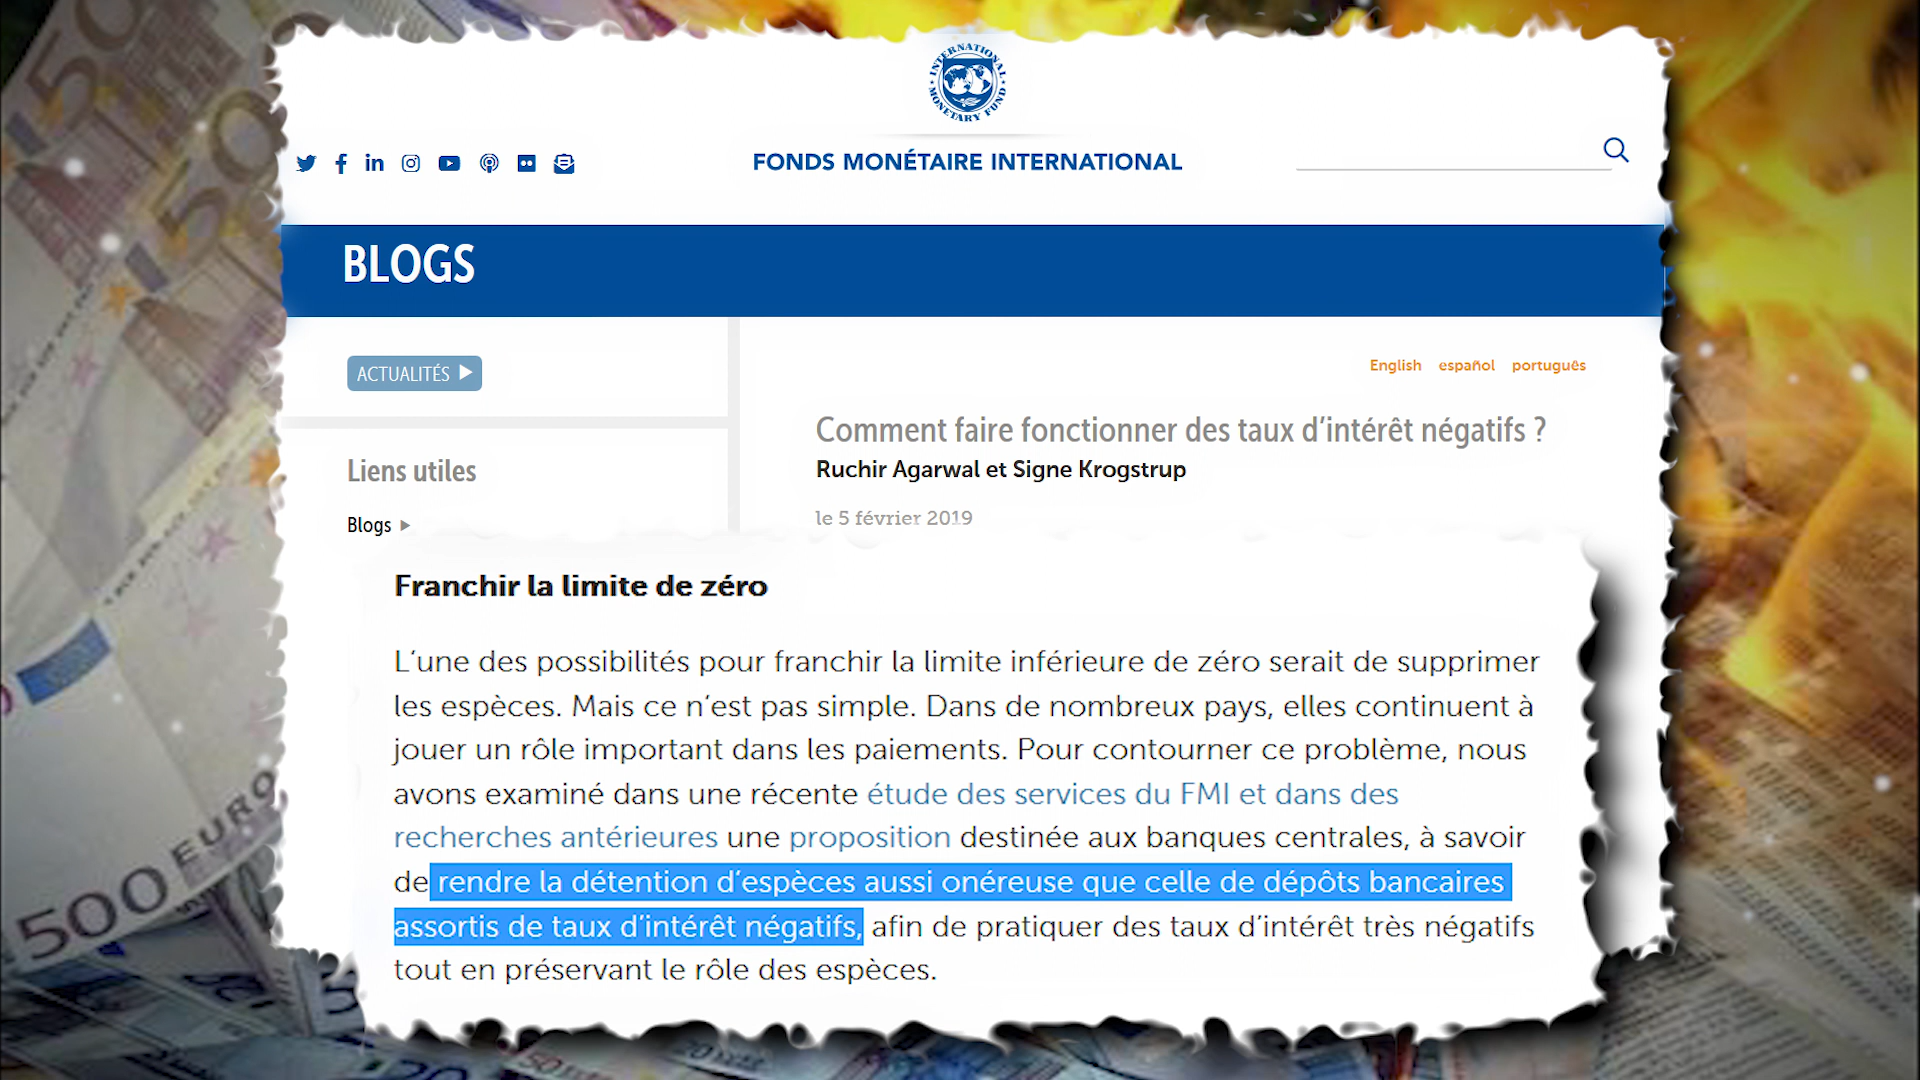 INTERNATIONAL MONETARY FUND
FONDS MONÉTAIRE INTERNATIONAL
BLOGS
ACTUALITÉS
English español português
Comment faire fonctionner des taux d’intérêt négatifs ?
Ruchir Agarwal et Signe Krogstrup
le 5 février 2019
Liens utiles
Blogs
Franchir la limite de zéro
L’une des possibilités pour franchir la limite inférieure de zéro serait de supprimer
les espèces. Mais ce n’est pas simple. Dans de nombreux pays, elles continuent à
jouer un rôle important dans les paiements. Pour contourner ce problème, nous
avons examiné dans une récente étude des services du FMI et dans des
recherches antérieures une proposition destinée aux banques centrales, à savoir
de rendre la détention d’espèces aussi onéreuse que celle de dépôts bancaires
assortis de taux d’intérêt négatifs, afin de pratiquer des taux d’intérêt très négatifs
tout en préservant le rôle des espèces.
500 EURO